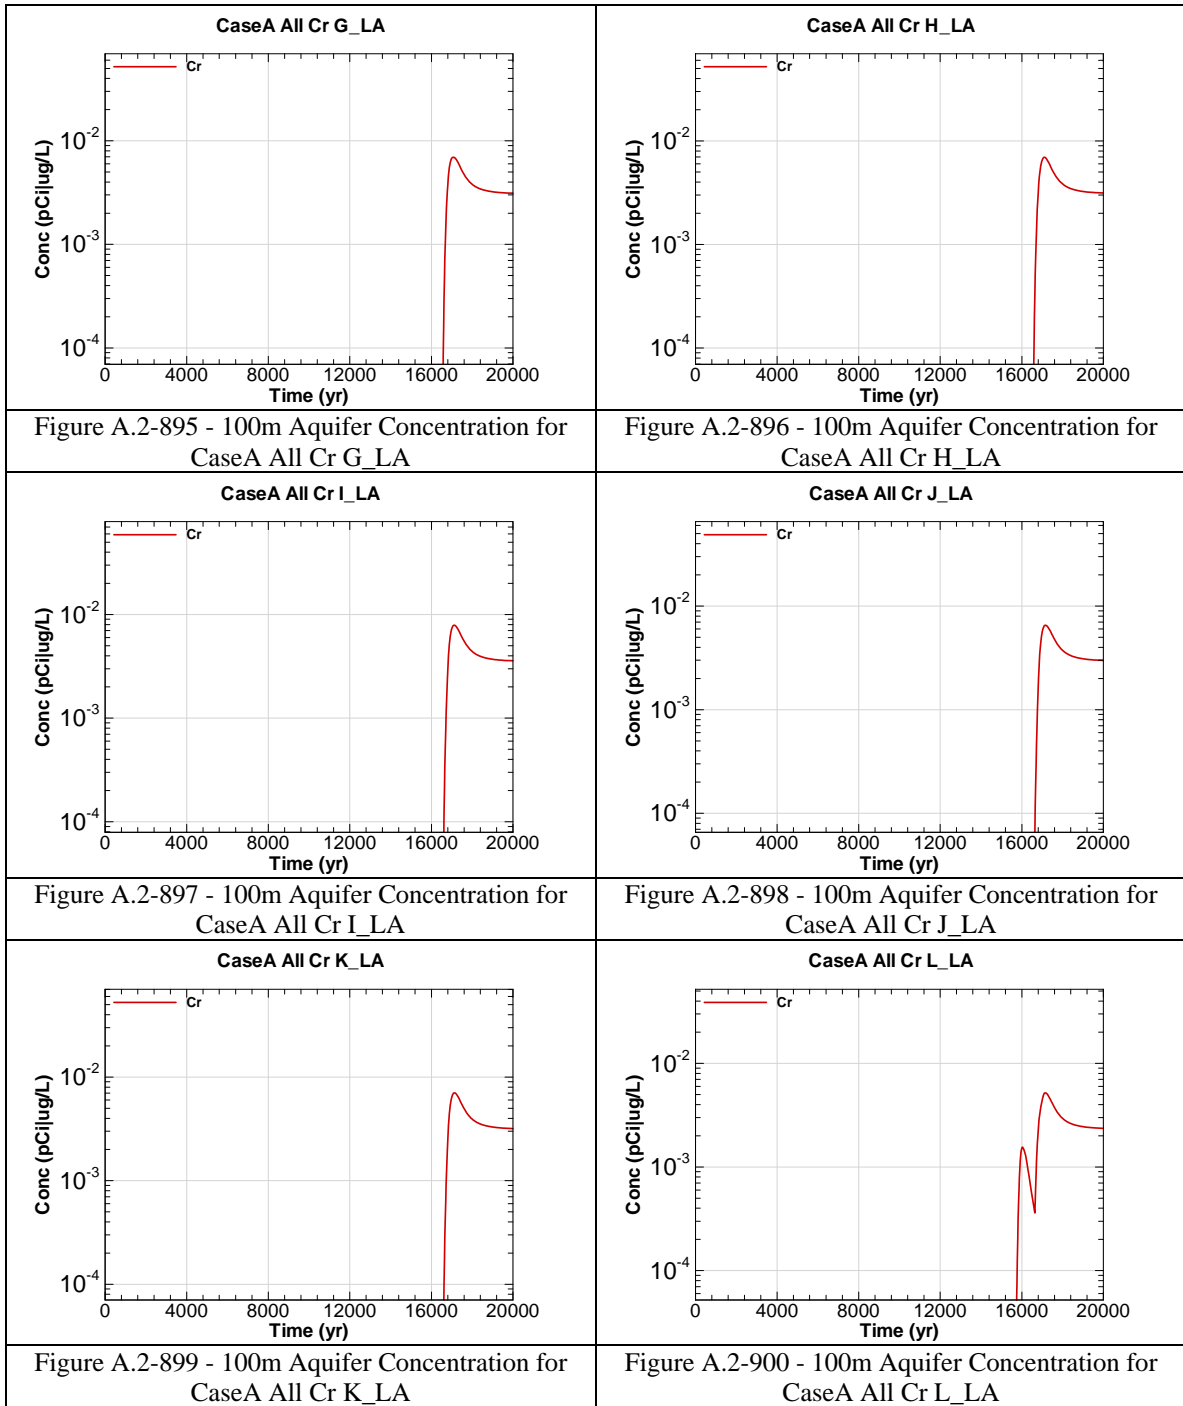 CaseA All Cr G_LA
Cr
Conc (pCi|ug/L)
10-2
10-3
10-4
0 4000 8000 12000 16000 20000
Time (yr)
Figure A.2-895 - 100m Aquifer Concentration for
CaseA All Cr G_LA
CaseA All Cr H_LA
Cr
Conc (pCi|ug/L)
10-2
10-3
10-4
0 4000 8000 12000 16000 20000
Time (yr)
Figure A.2-896 - 100m Aquifer Concentration for
CaseA All Cr H_LA
CaseA All Cr I_LA
Cr
Conc (pCi|ug/L)
10-2
10-3
10-4
0 4000 8000 12000 16000 20000
Time (yr)
Figure A.2-897 - 100m Aquifer Concentration for
CaseA All Cr I_LA
CaseA All Cr J_LA
Cr
Conc (pCi|ug/L)
10-2
10-3
10-4
0 4000 8000 12000 16000 20000
Time (yr)
Figure A.2-898 - 100m Aquifer Concentration for
CaseA All Cr J_LA
CaseA All Cr K_LA
Cr
Conc (pCi|ug/L)
10-2
10-3
10-4
0 4000 8000 12000 16000 20000
Time (yr)
Figure A.2-899 - 100m Aquifer Concentration for
CaseA All Cr K_LA
CaseA All Cr L_LA
Cr
Conc (pCi|ug/L)
10-2
10-3
10-4
0 4000 8000 12000 16000 20000
Time (yr)
Figure A.2-900 - 100m Aquifer Concentration for
CaseA All Cr L_LA